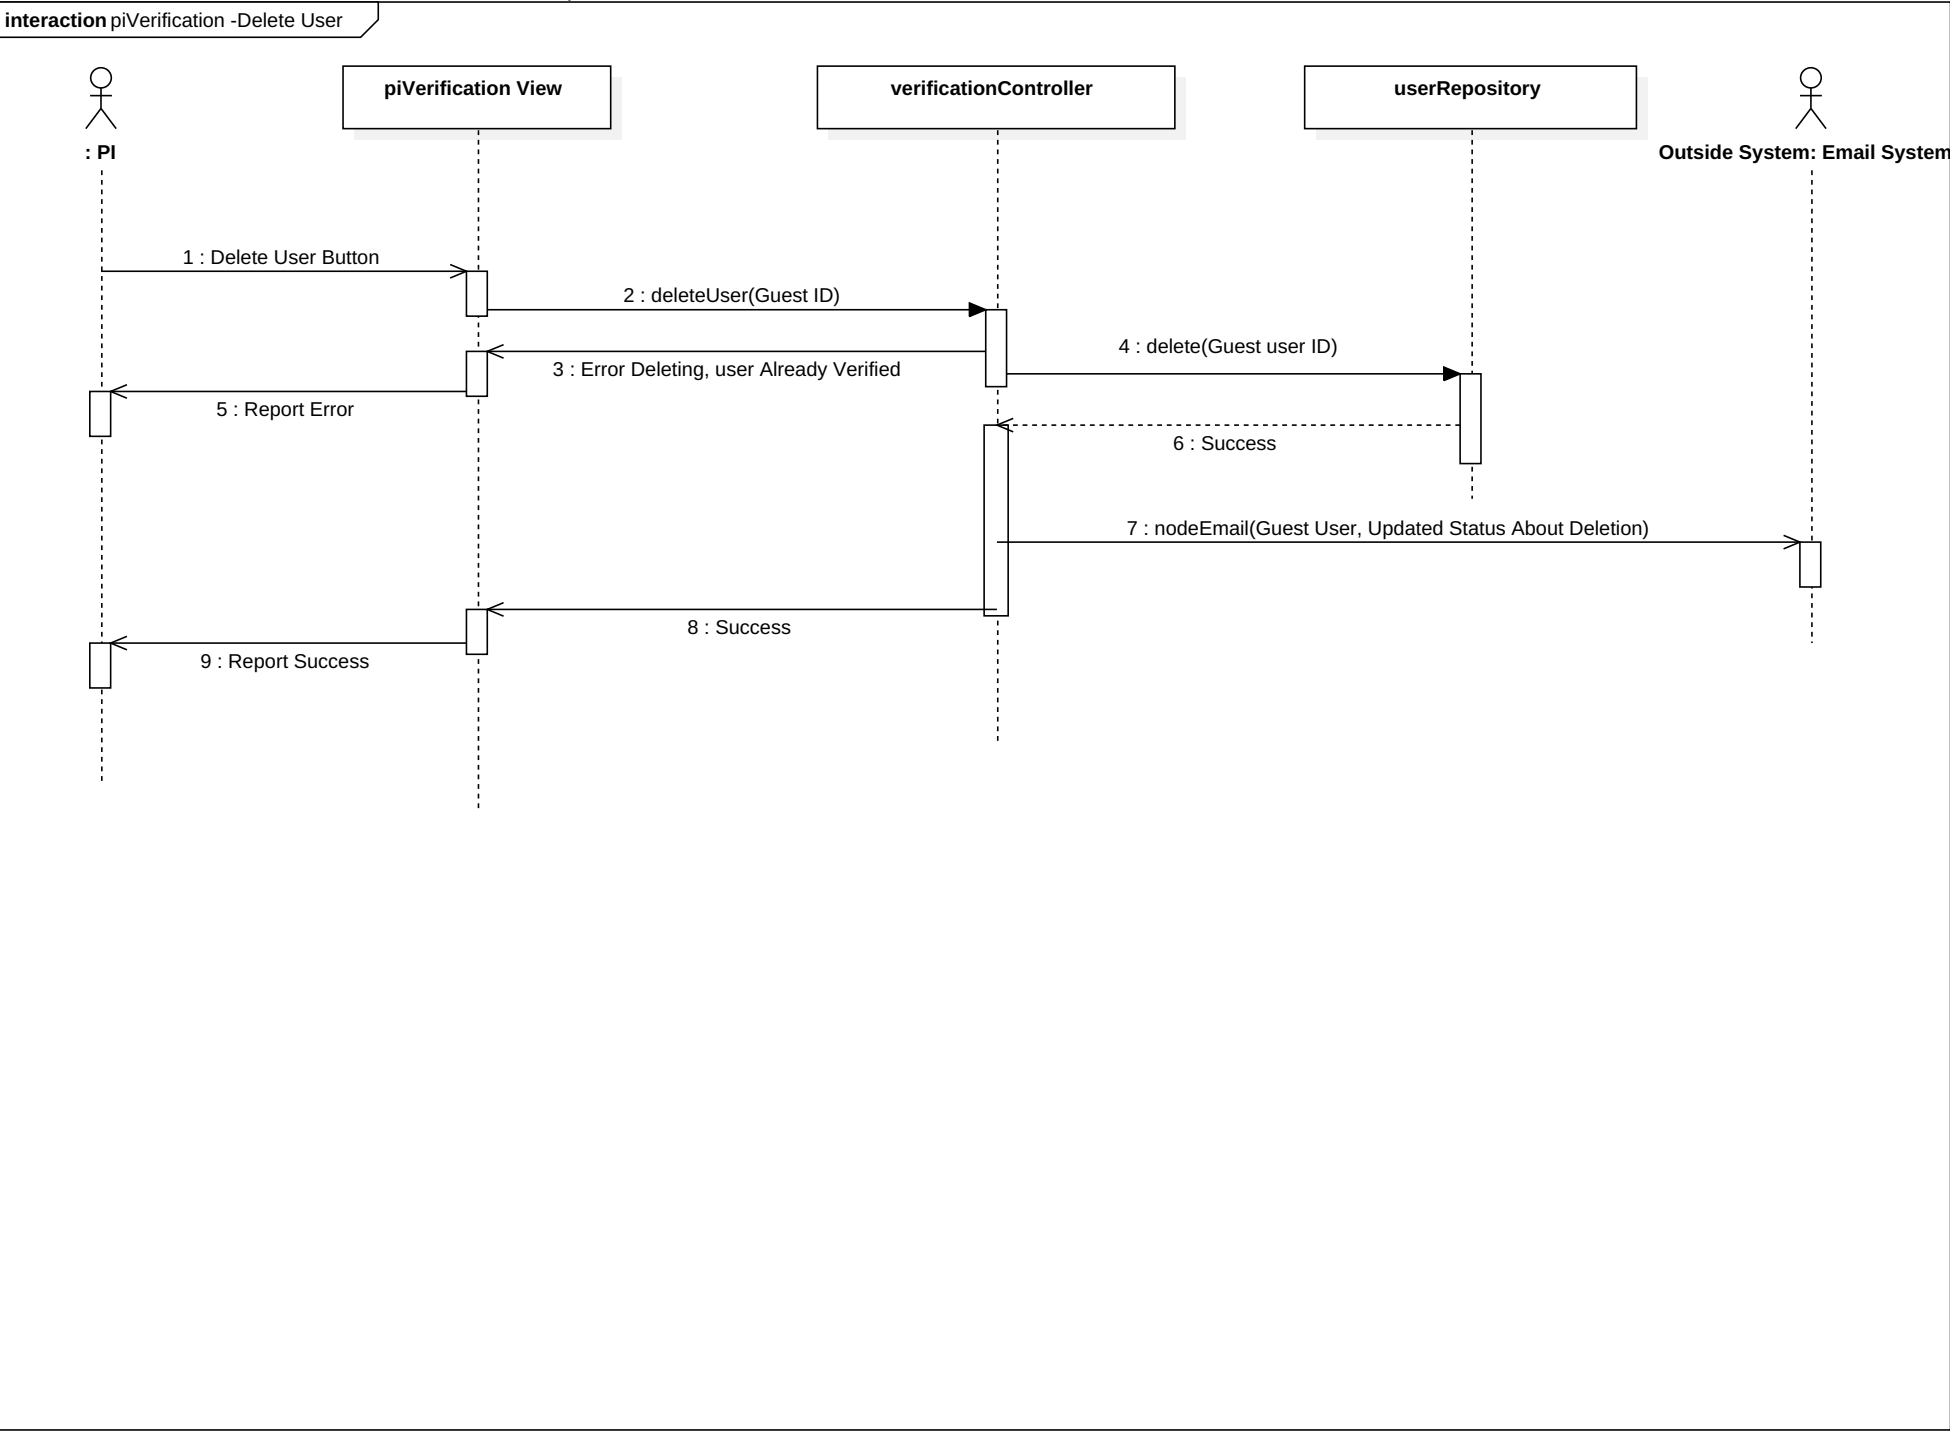 interaction piVerification -Delete User
: PI
piVerification View
verificationController
userRepository
Outside System: Email System
1 : Delete User Button
2 : deleteUser(Guest ID)
3 : Error Deleting, user Already Verified
4 : delete(Guest user ID)
5 : Report Error
6 : Success
7 : nodeEmail(Guest User, Updated Status About Deletion)
8 : Success
9 : Report Success